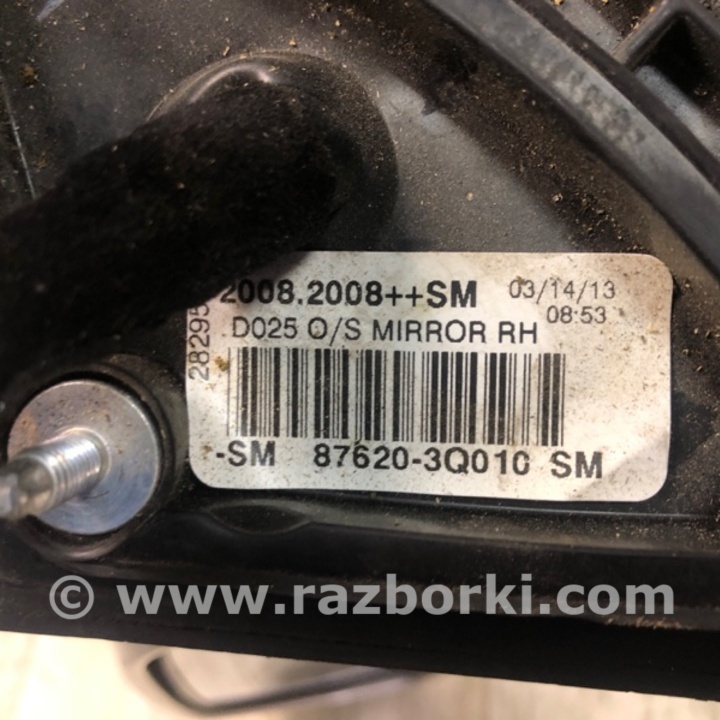 2008.2008++SM 03/14/13
08:53
D025 O/S MIRROR RH
28295
-SM 87620-3Q010 SM
© www.razborki.com